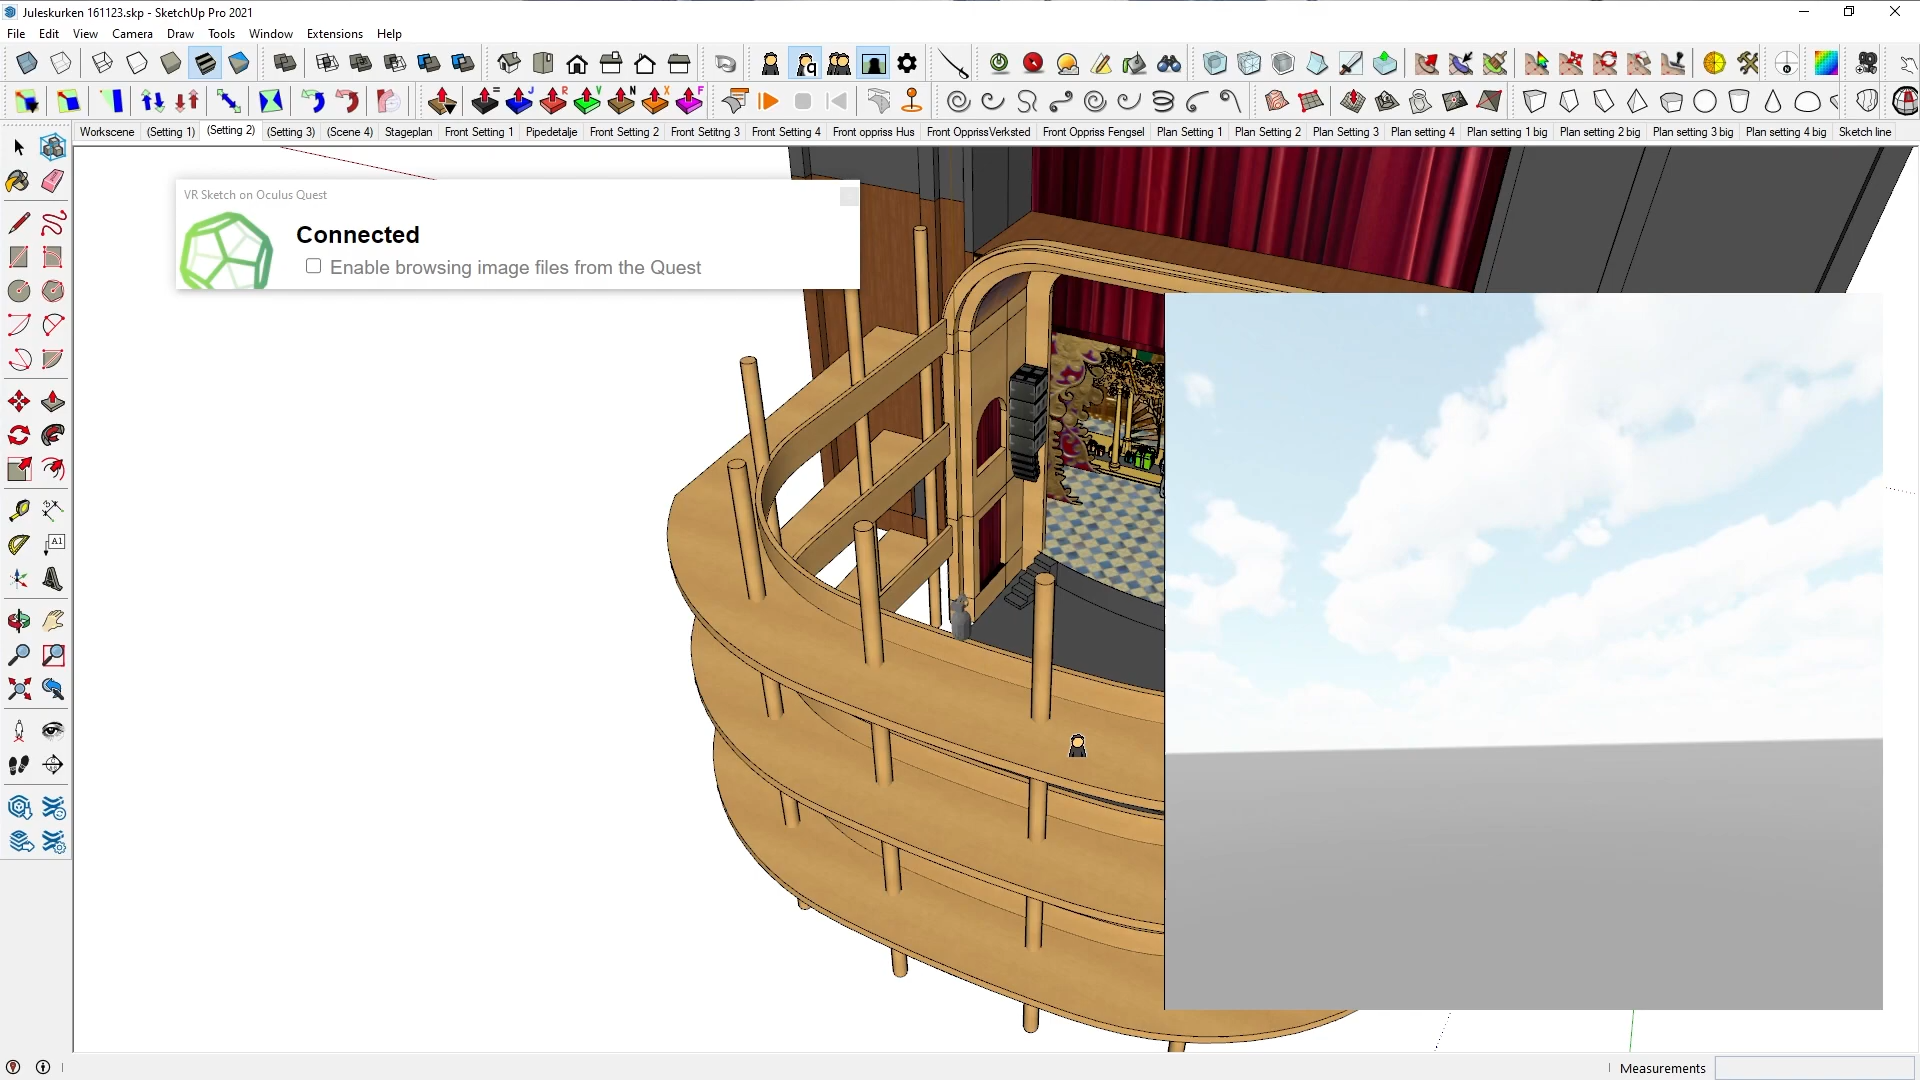 Juleskurken 161123.skp - SketchUp Pro 2021
File Edit View Camera Draw Tools Window Extensions Help
Workscene (Setting 1) (Setting 2) (Setting 3) (Scene 4) Stageplan Front Setting 1 Pipedetalje Front Setting 2 Front Setting 3 Front Setting 4 Front oppriss Hus Front OpprissVerksted Front Oppriss Fengsel Plan Setting 1 Plan Setting 2 Plan Setting 3 Plan setting 4 Plan setting 1 big Plan setting 2 big Plan setting 3 big Plan setting 4 big Sketch line
VR Sketch on Oculus Quest
Connected
Enable browsing image files from the Quest
A1
Measurements